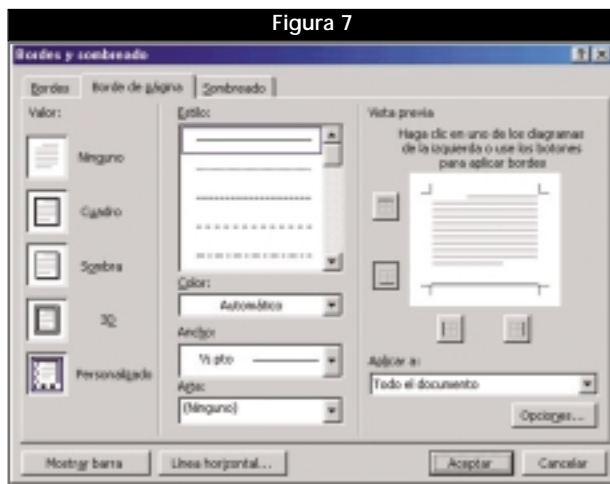 Figura 7
Bordes y sombreado
Bordes Borde de página Sombreado
Valor:
Ninguno
Cuadro
Sombra
3D
Personalizado
Estilo:
Color:
Automático
Ancho:
½ pto
Arte:
(Ninguno)
Vista previa
Haga clic en uno de los diagramas
de la izquierda o use los botones
para aplicar bordes
Aplicar a:
Todo el documento
Opciones...
Mostrar barra Línea horizontal... Aceptar Cancelar